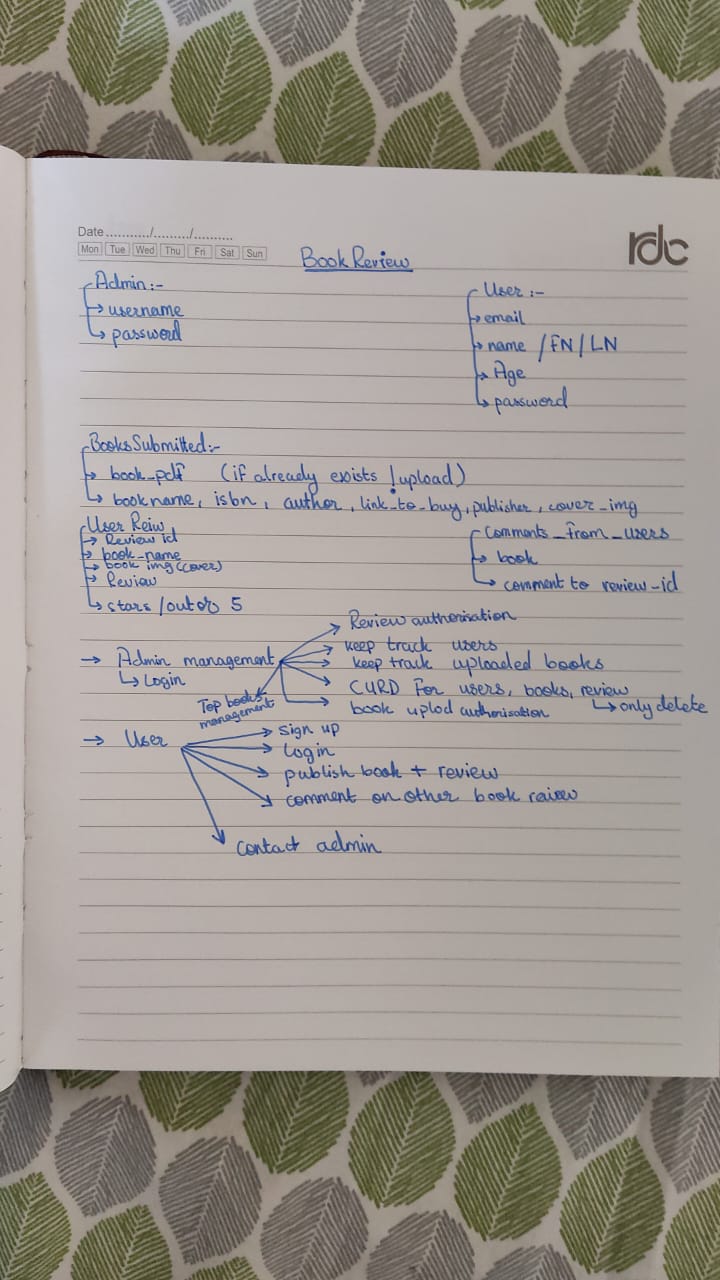 rdc
Date.........../........./..........
Mon Tue Wed Thu Fri Sat Sun
Book Review
Admin :-
username
password
User :-
email
name / FN / LN
Age
password
Books Submitted :-
book_pdf (if already exists ! upload)
book name, isbn, author, link_to_buy, publisher, cover_img
User Reiw
Review id
book_name
book img (cover)
Review
stars / outor 5
Comments_from_users
book
comment to review_id
→ Admin management
Login
Review authorisation
keep track users
keep track uploaded books
CURD For users, books, review
only delete
book uplod authorisation
Top books
management
→ User
sign up
Login
publish book + review
comment on other book
contact admin